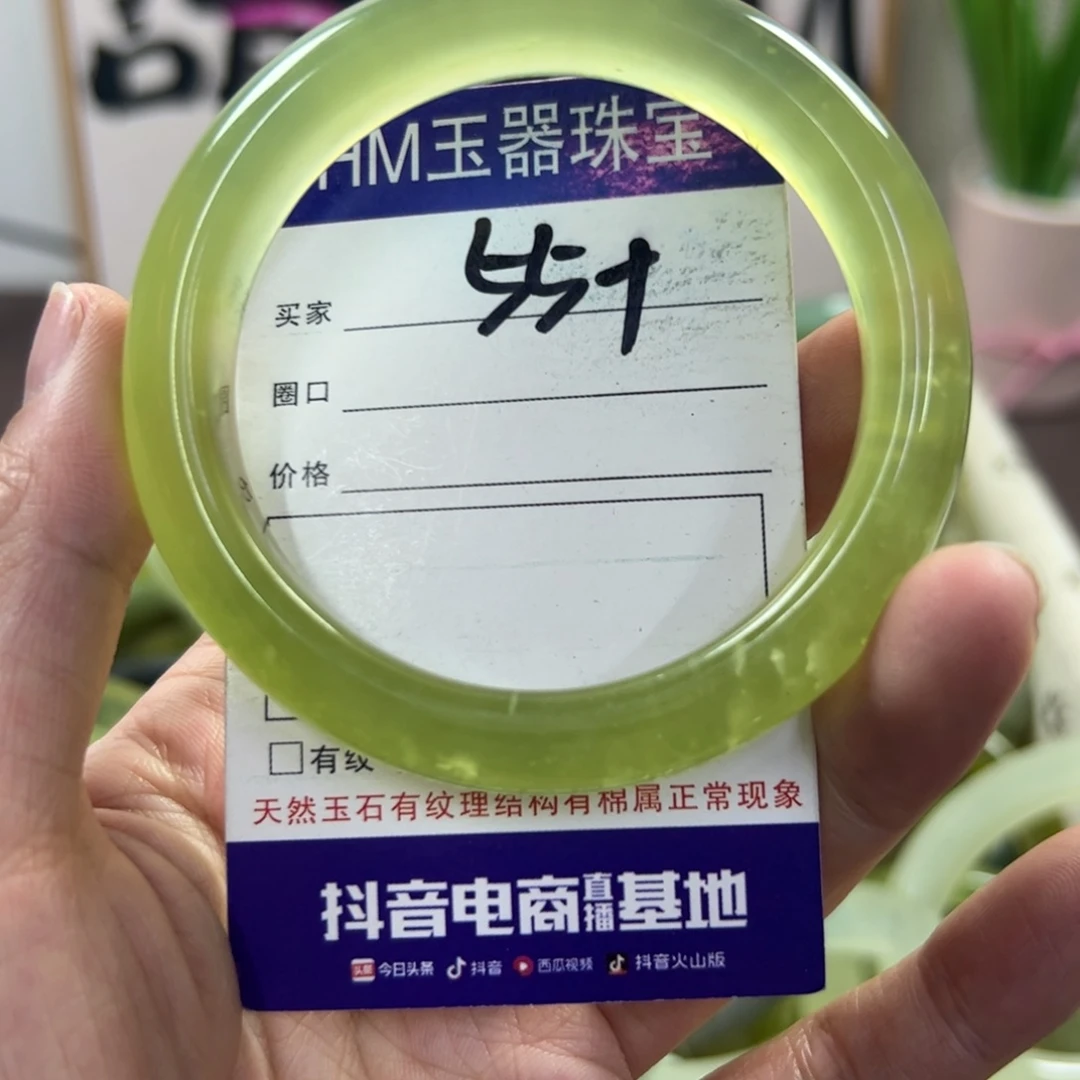 HM玉器珠宝
55+
买家
圈口
价格
有纹
天然玉石有纹理结构有棉属正常现象
抖音电商直播基地
今日头条 抖音 西瓜视频 抖音火山版